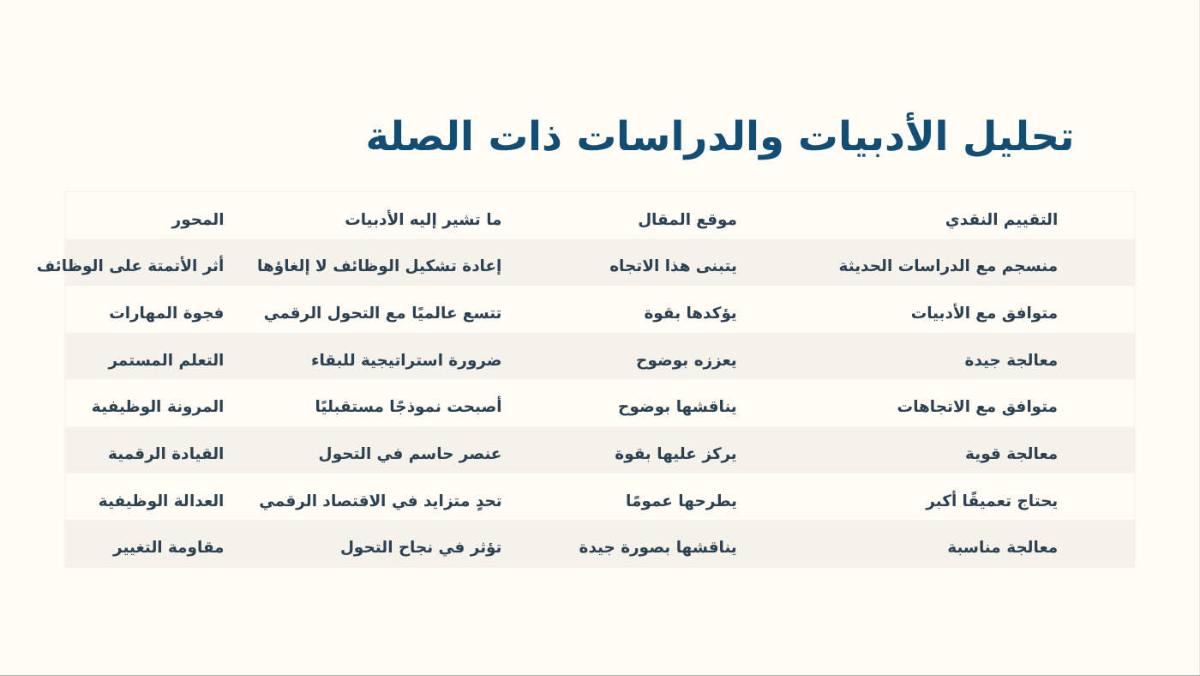 تحليل الأدبيات والدراسات ذات الصلة
التقييم النقدي موقع المقال ما تشير إليه الأدبيات المحور
منسجم مع الدراسات الحديثة يتبنى هذا الاتجاه إعادة تشكيل الوظائف لا إلغاؤها أثر الأتمتة على الوظائف
متوافق مع الأدبيات يؤكدها بقوة تتسع عالميًا مع التحول الرقمي فجوة المهارات
معالجة جيدة يعززه بوضوح ضرورة استراتيجية للبقاء التعلم المستمر
متوافق مع الاتجاهات يناقشها بوضوح أصبحت نموذجًا مستقبليًا المرونة الوظيفية
معالجة قوية يركز عليها بقوة عنصر حاسم في التحول القيادة الرقمية
يحتاج تعميقًا أكبر يطرحها عمومًا تحدٍ متزايد في الاقتصاد الرقمي العدالة الوظيفية
معالجة مناسبة يناقشها بصورة جيدة تؤثر في نجاح التحول مقاومة التغيير